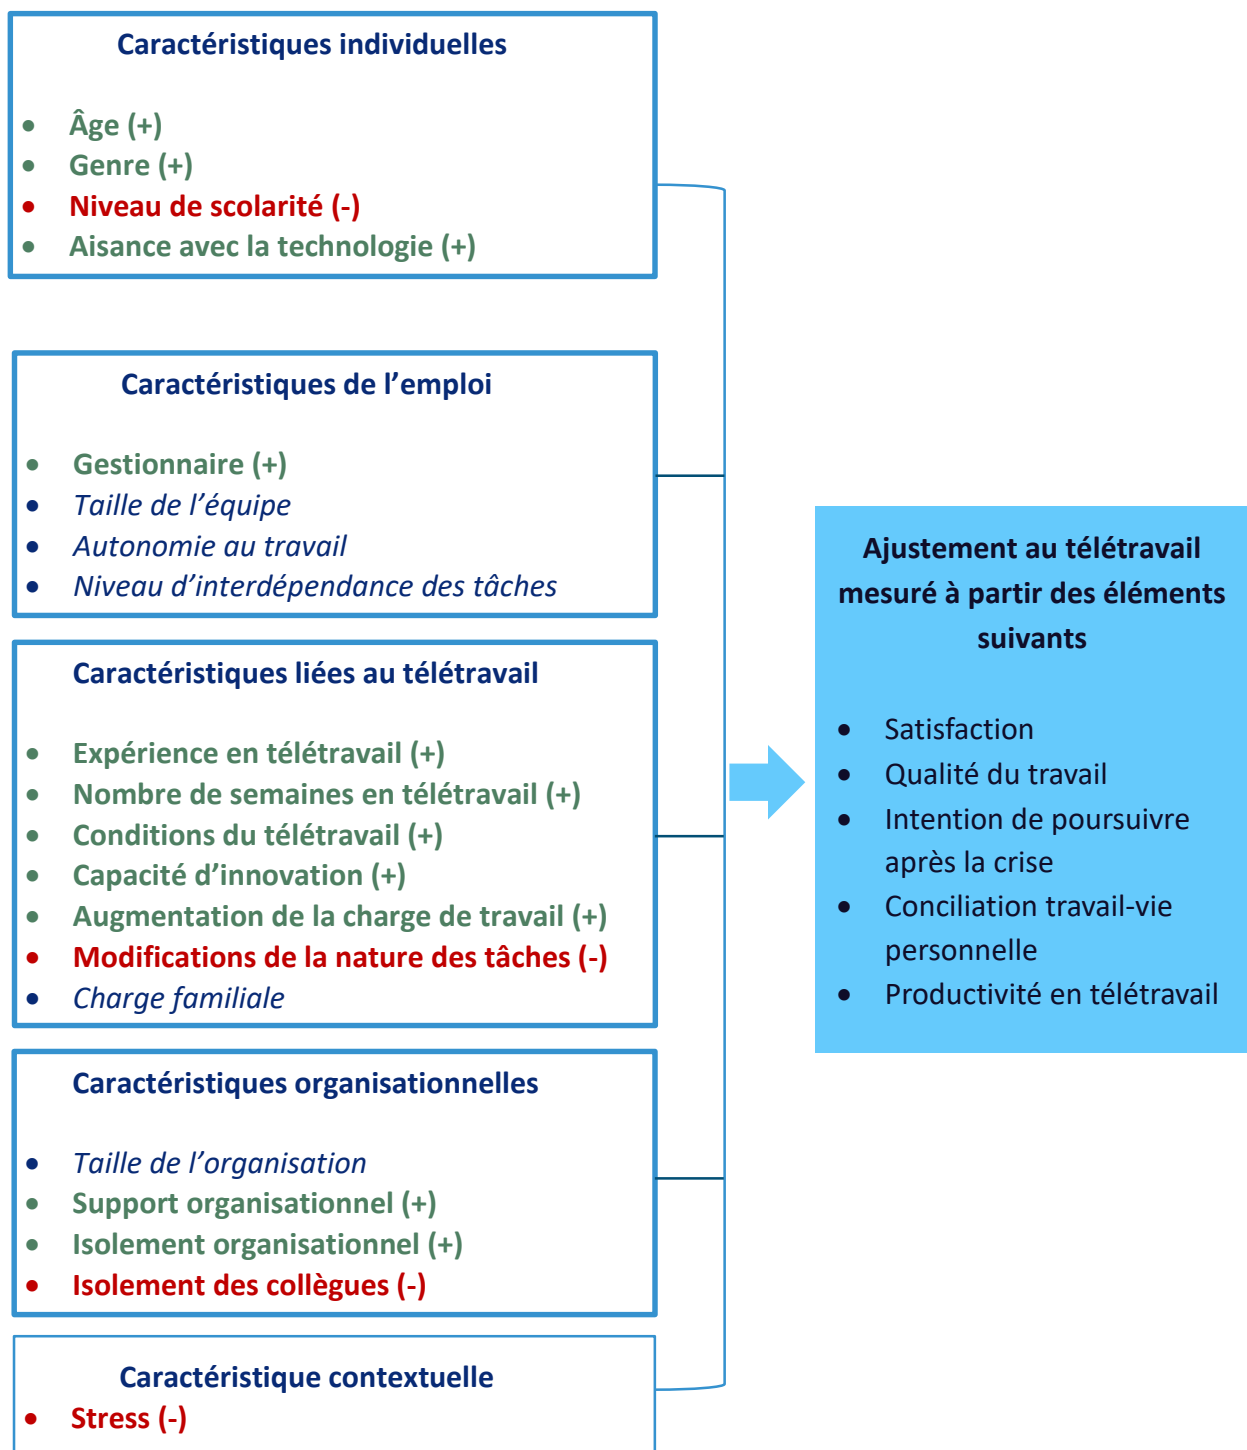 Caractéristiques individuelles
• Âge (+)
• Genre (+)
• Niveau de scolarité (-)
• Aisance avec la technologie (+)
Caractéristiques de l’emploi
• Gestionnaire (+)
• Taille de l’équipe
• Autonomie au travail
• Niveau d’interdépendance des tâches
Caractéristiques liées au télétravail
• Expérience en télétravail (+)
• Nombre de semaines en télétravail (+)
• Conditions du télétravail (+)
• Capacité d’innovation (+)
• Augmentation de la charge de travail (+)
• Modifications de la nature des tâches (-)
• Charge familiale
Caractéristiques organisationnelles
• Taille de l’organisation
• Support organisationnel (+)
• Isolement organisationnel (+)
• Isolement des collègues (-)
Caractéristique contextuelle
• Stress (-)
Ajustement au télétravail
mesuré à partir des éléments
suivants
• Satisfaction
• Qualité du travail
• Intention de poursuivre
après la crise
• Conciliation travail-vie
personnelle
• Productivité en télétravail